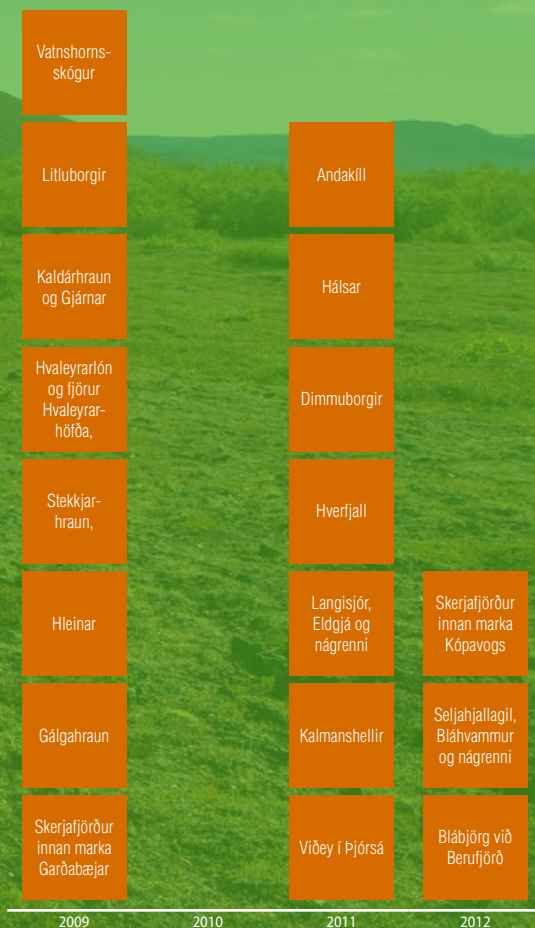 Vatnshorns-
skógur
Litluborgir
Kaldárhraun
og Gjárnar
Hvaleyrarlón
og fjörur
Hvaleyrar-
höfða,
Stekkjar-
hraun,
Hleinar
Gálgahraun
Skerjafjörður
innan marka
Garðabæjar
Andakíll
Hálsar
Dimmuborgir
Hverfjall
Langisjór,
Eldgjá og
nágrenni
Kalmanshellir
Viðey í Þjórsá
Skerjafjörður
innan marka
Kópavogs
Seljahjallagil,
Bláhvammur
og nágrenni
Blábjörg við
Berufjörð
2009
2010
2011
2012